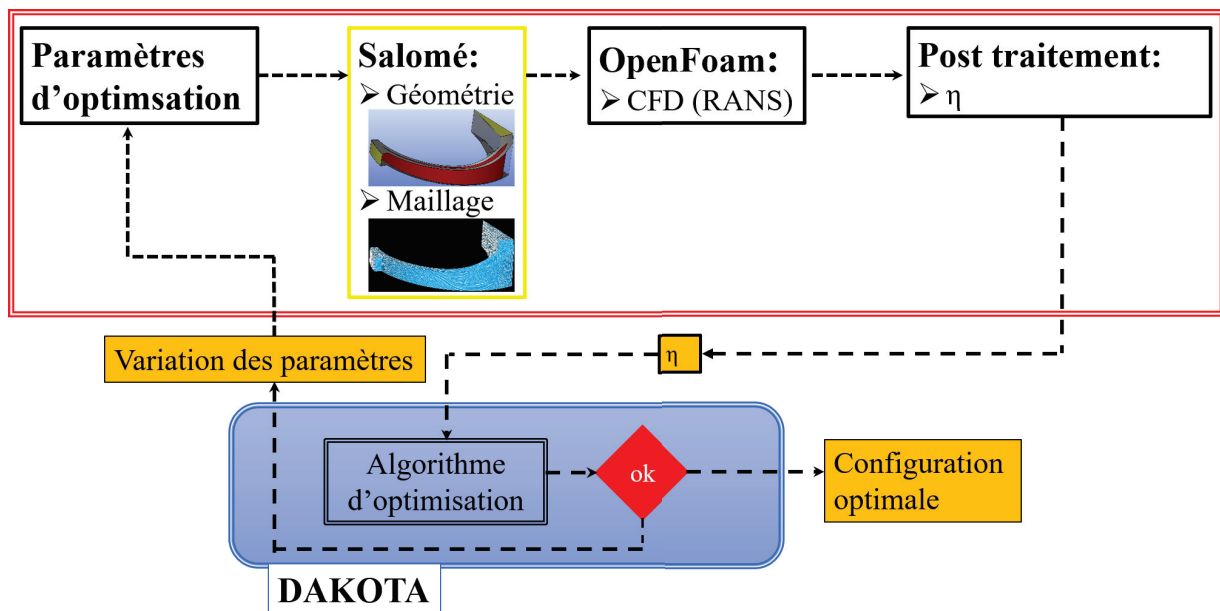 Paramètres
d'optimsation
Salomé:
➢ Géométrie
➢ Maillage
OpenFoam:
➢ CFD (RANS)
Post traitement:
➢ η
Variation des paramètres
η
Algorithme
d'optimisation
ok
Configuration
optimale
DAKOTA